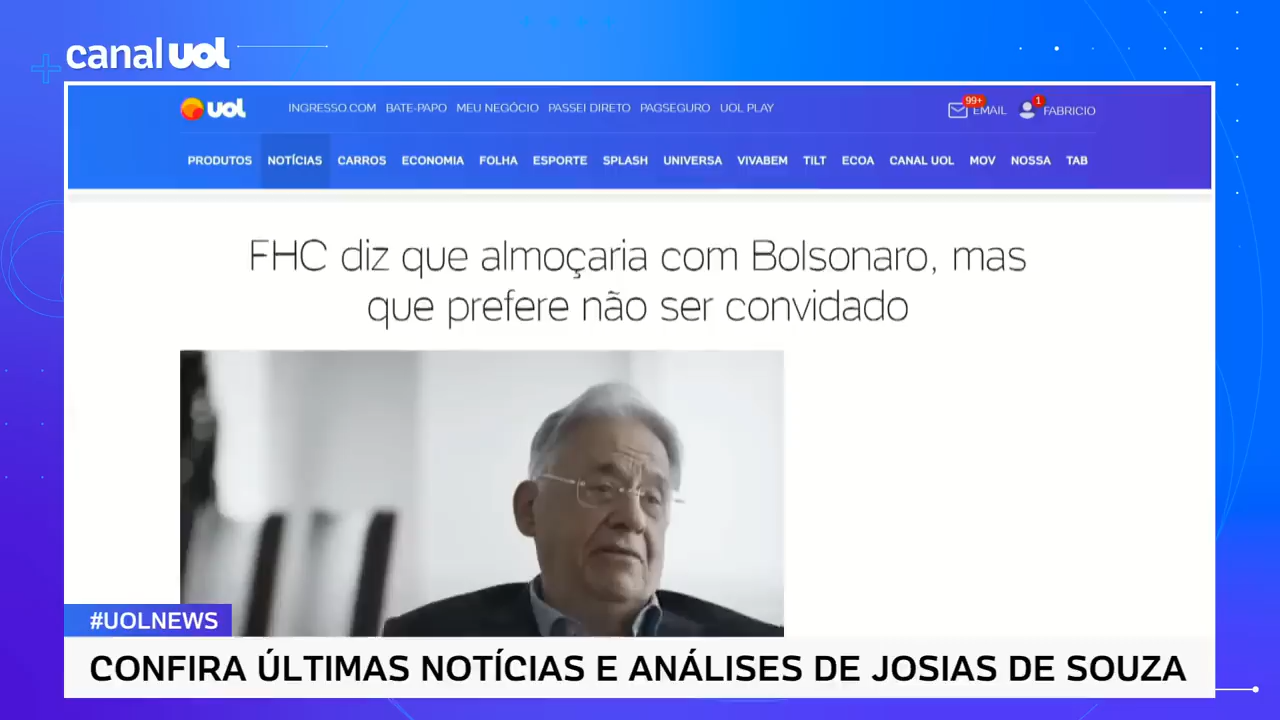 canal uol
uol
INGRESSO.COM BATE-PAPO MEU NEGÓCIO PASSEI DIRETO PAGSEGURO UOL PLAY
99+ EMAIL 1 FABRICIO
PRODUTOS NOTÍCIAS CARROS ECONOMIA FOLHA ESPORTE SPLASH UNIVERSA VIVABEM TILT ECOA CANAL UOL MOV NOSSA TAB
FHC diz que almoçaria com Bolsonaro, mas
que prefere não ser convidado
#UOLNEWS
CONFIRA ÚLTIMAS NOTÍCIAS E ANÁLISES DE JOSIAS DE SOUZA